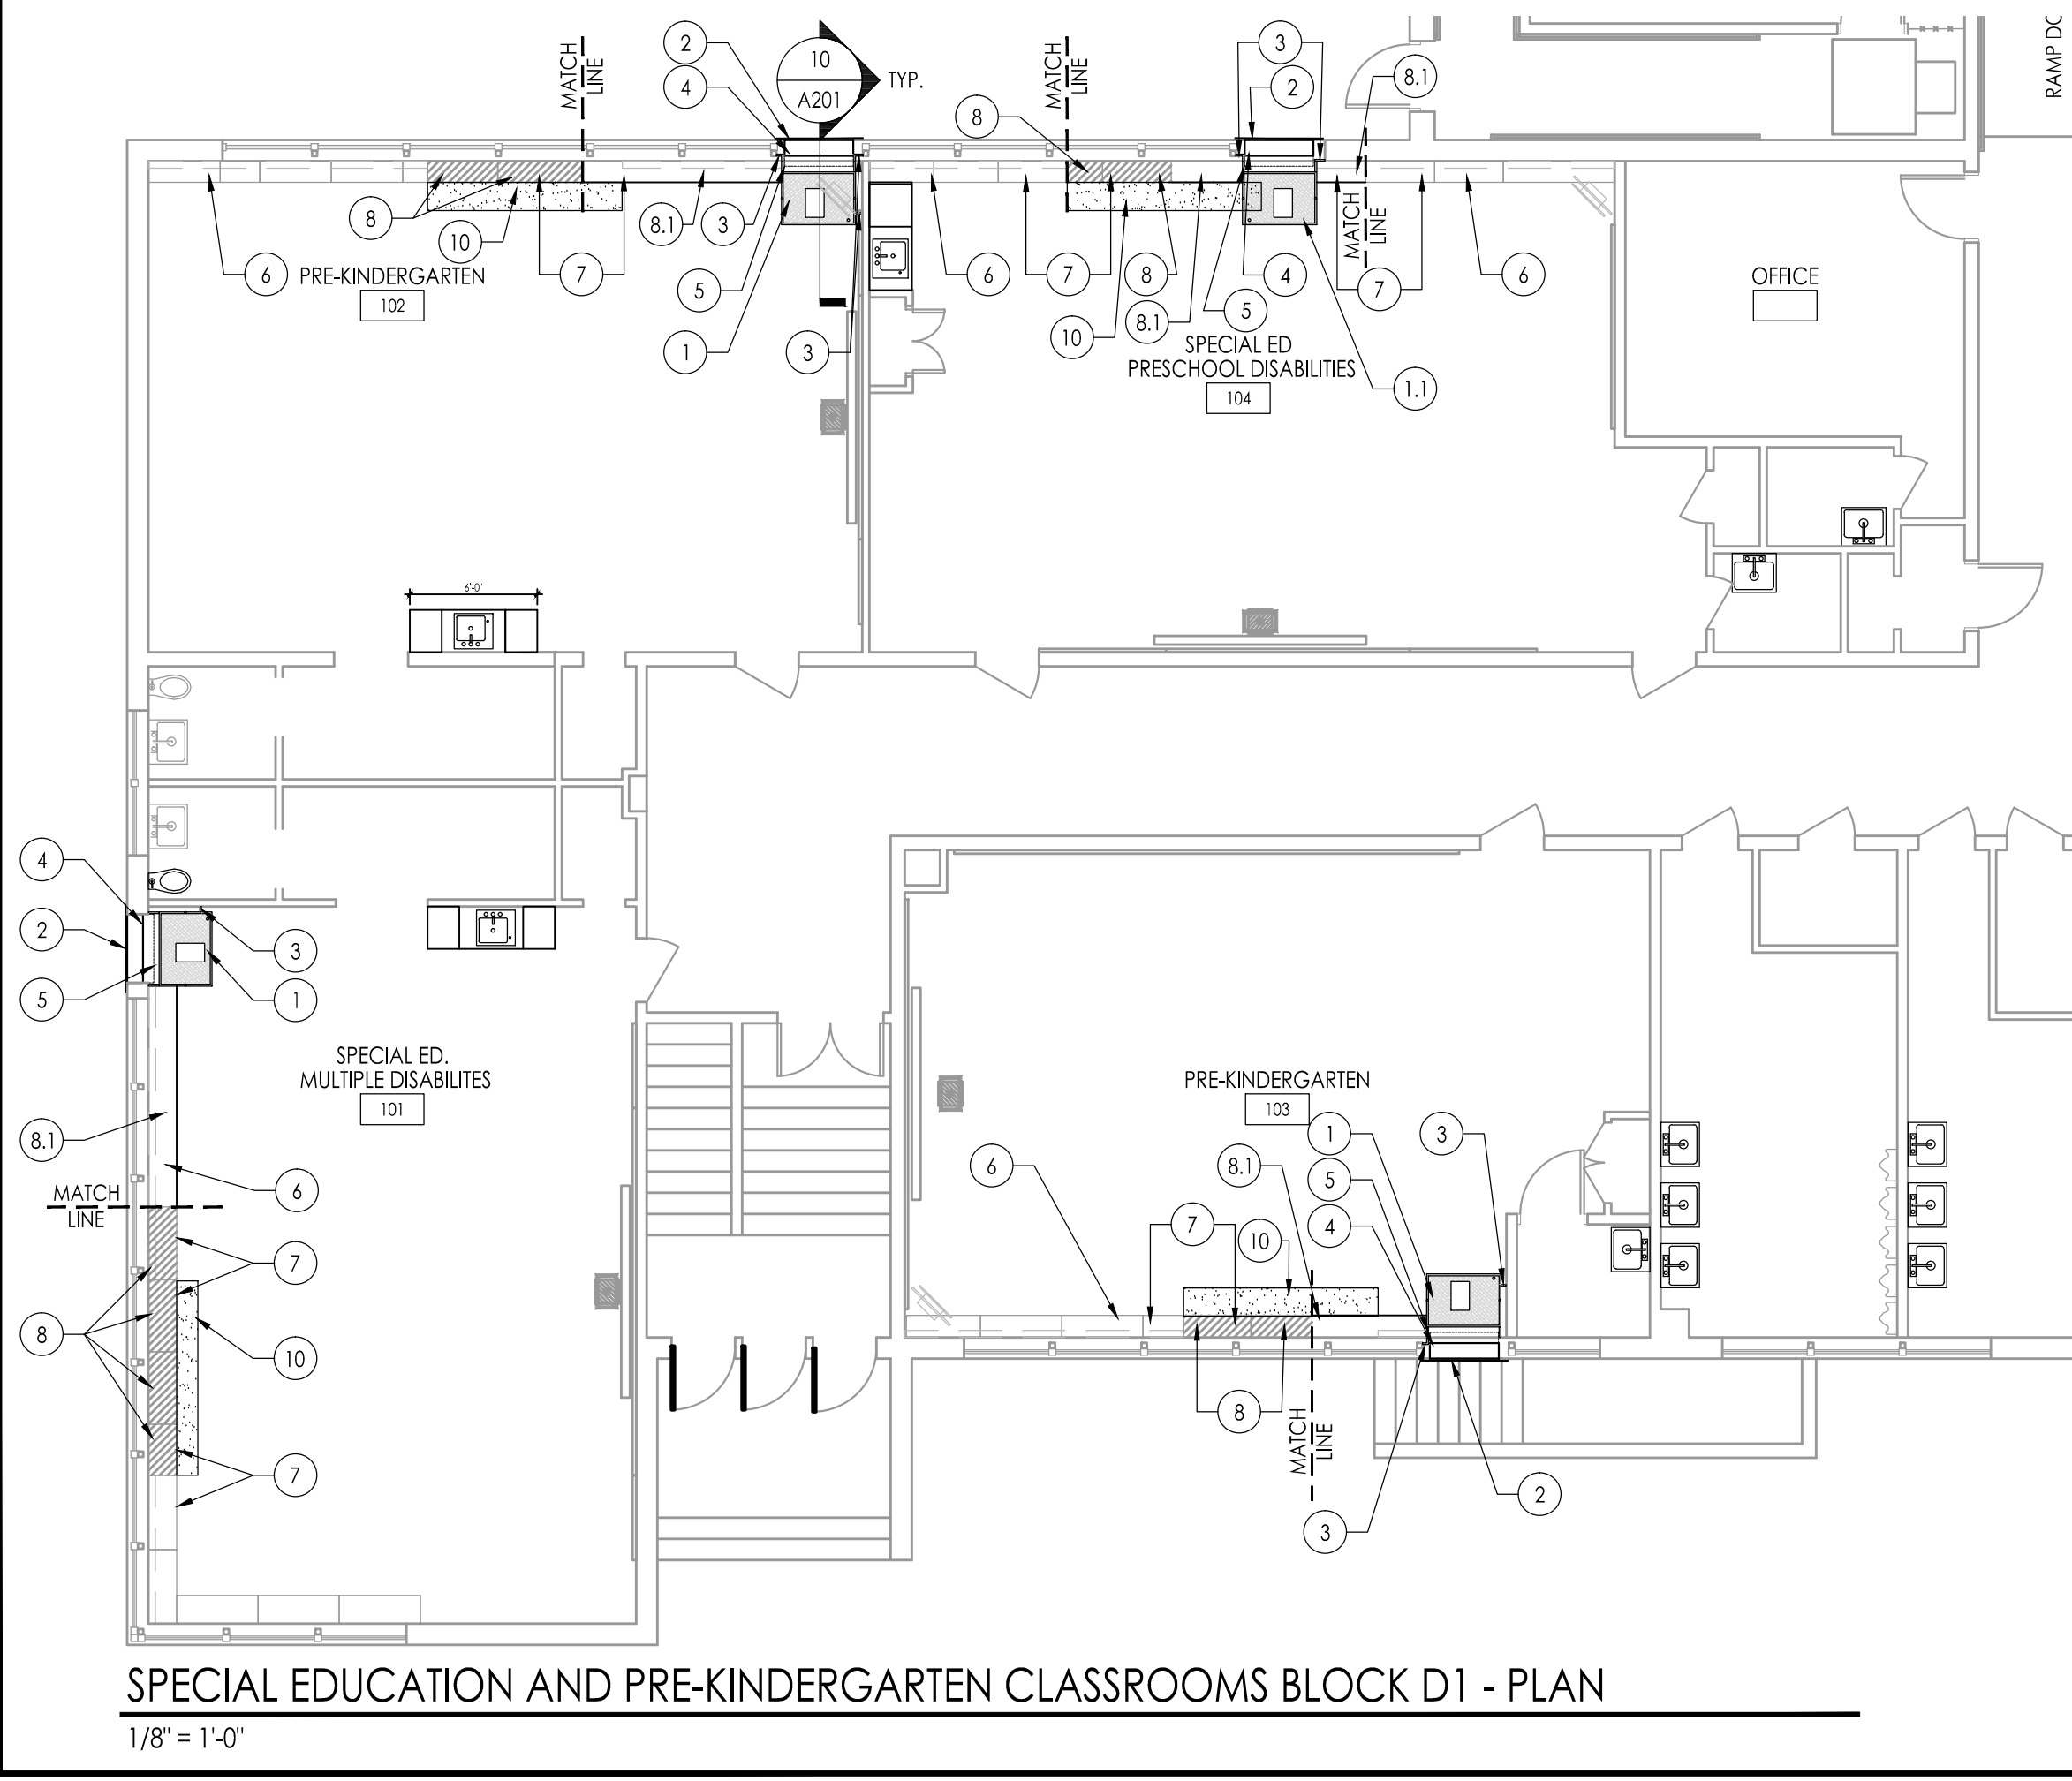 MATCH
LINE
2
10
A201
TYP.
4
MATCH
LINE
3
2
8.1
8
RAMP DO
6
8
10
7
8.1
3
5
1
3
PRE-KINDERGARTEN
102
6
7
8
8.1
10
4
5
MATCH
LINE
7
6
1.1
SPECIAL ED
PRESCHOOL DISABILITIES
104
OFFICE
6'-0"
4
2
5
3
1
SPECIAL ED.
MULTIPLE DISABILITES
101
8.1
6
MATCH
LINE
7
8
10
7
PRE-KINDERGARTEN
103
1
3
6
8.1
5
7
10
4
8
MATCH
LINE
2
3
SPECIAL EDUCATION AND PRE-KINDERGARTEN CLASSROOMS BLOCK D1 - PLAN
1/8" = 1'-0"